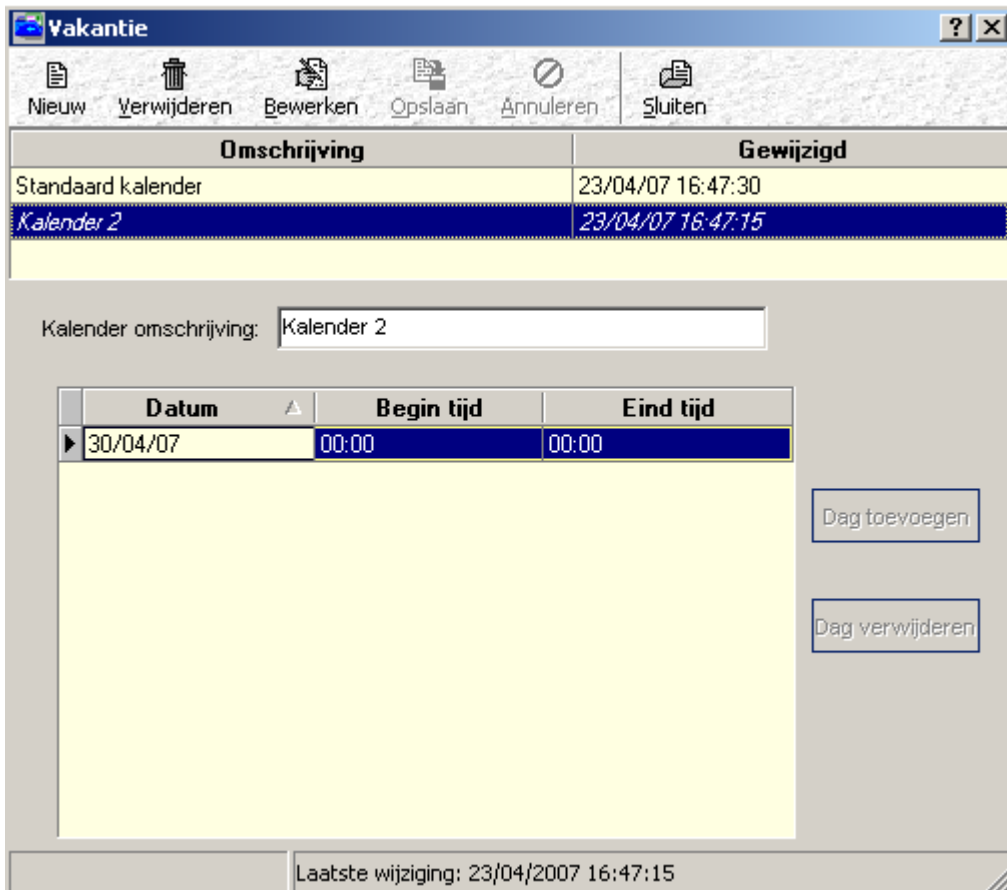 Vakantie
Nieuw Verwijderen Bewerken Opslaan Annuleren Sluiten
Omschrijving Gewijzigd
Standaard kalender 23/04/07 16:47:30
Kalender 2 23/04/07 16:47:15
Kalender omschrijving: Kalender 2
Datum Begin tijd Eind tijd
30/04/07 00:00 00:00
Dag toevoegen
Dag verwijderen
Laatste wijziging: 23/04/2007 16:47:15